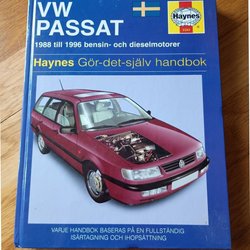 VW
PASSAT
Haynes
1988 till 1996 bensin- och dieselmotorer
Haynes Gör-det-själv handbok
VARJE HANDBOK BASERAS PÅ EN FULLSTÄNDIG
ISÄRTAGNING OCH IHOPSÄTTNING